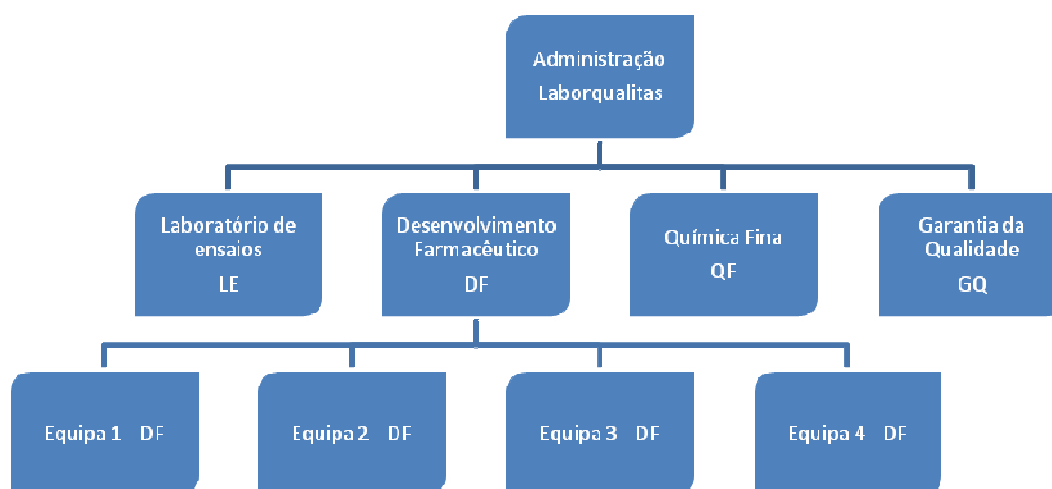 Administração
Laborqualitas
Laboratório de
ensaios
LE
Desenvolvimento
Farmacêutico
DF
Química Fina
QF
Garantia da
Qualidade
GQ
Equipa 1 DF
Equipa 2 DF
Equipa 3 DF
Equipa 4 DF